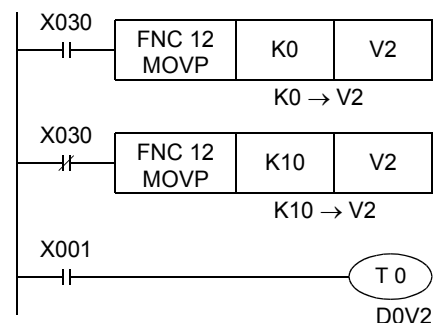 X030
FNC 12 MOVP K0 V2
K0 → V2
X030
FNC 12 MOVP K10 V2
K10 → V2
X001
T 0
D0V2